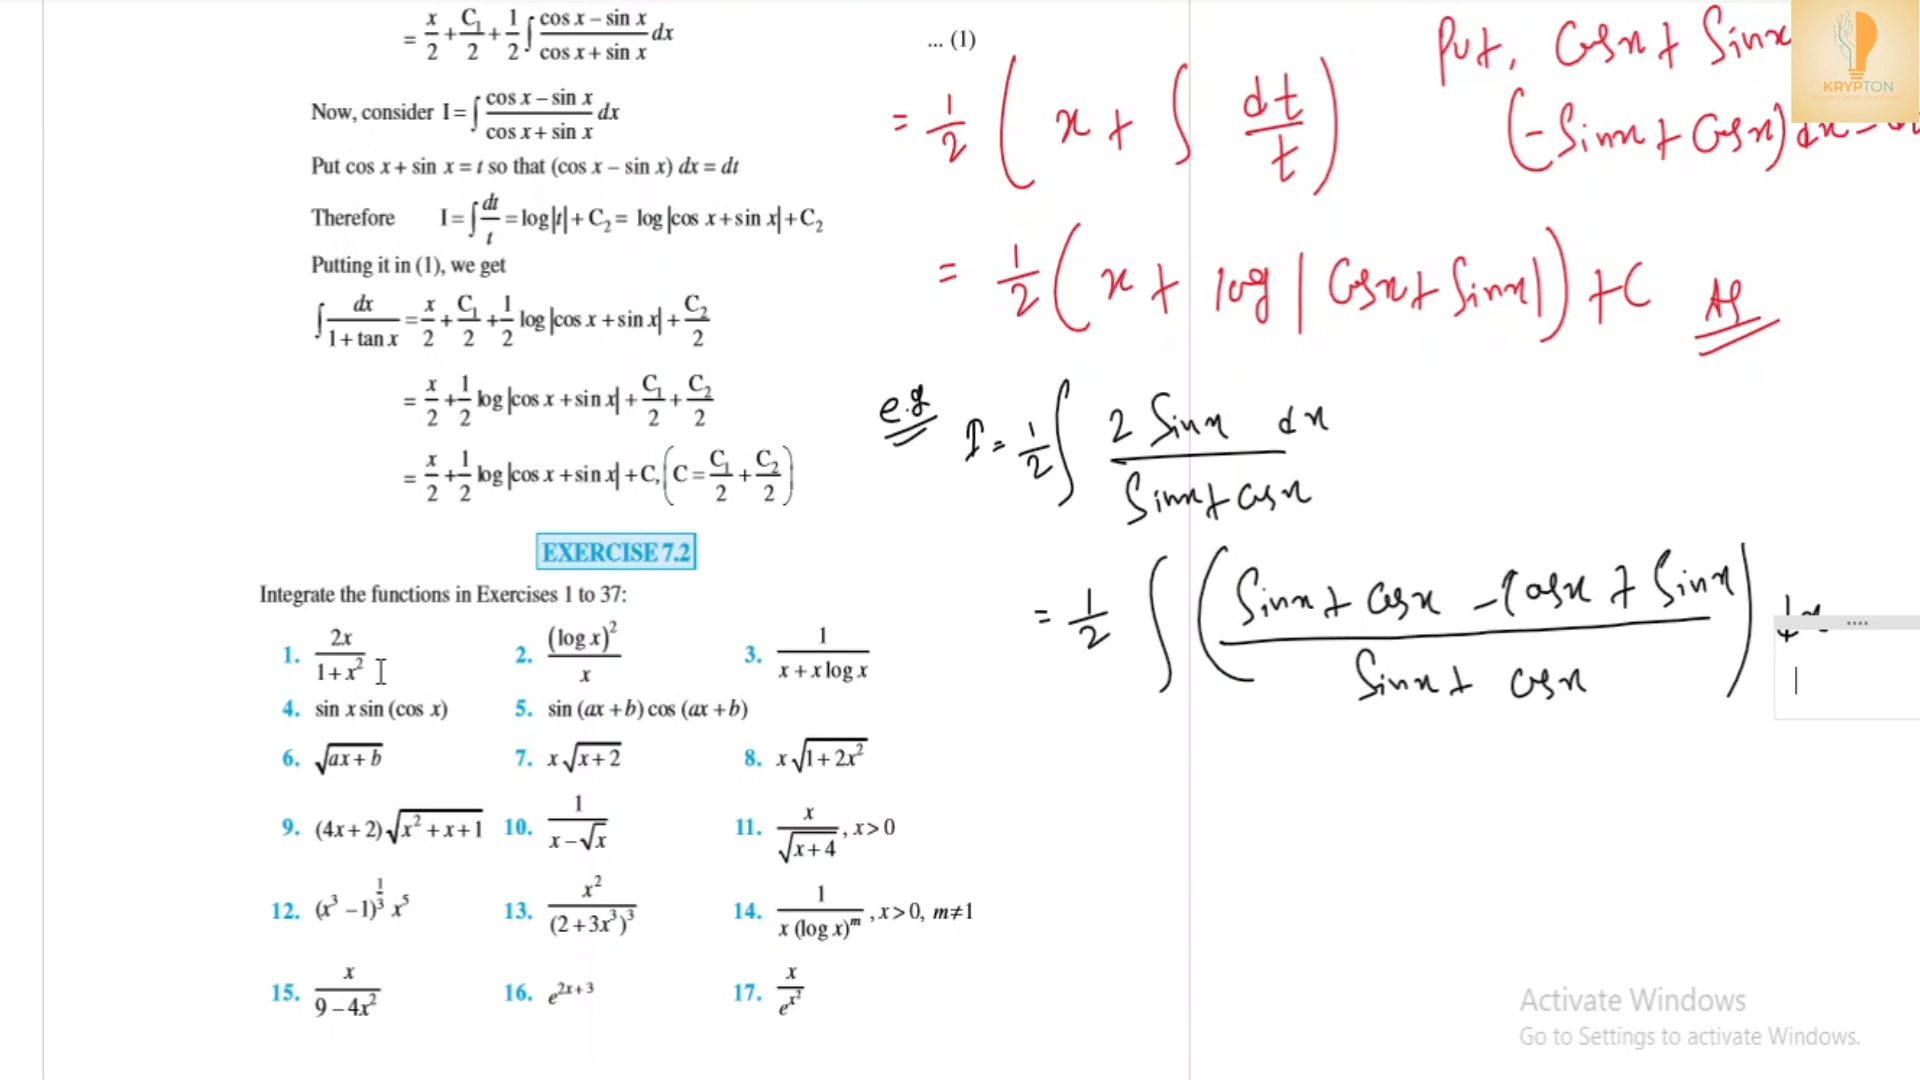 = x/2 + C₁/2 + 1/2 ∫ (cos x – sin x)/(cos x + sin x) dx ... (1)
Now, consider I = ∫ (cos x – sin x)/(cos x + sin x) dx
Put cos x + sin x = t so that (cos x – sin x) dx = dt
Therefore I = ∫ dt/t = log|t| + C₂ = log |cos x + sin x| + C₂
Putting it in (1), we get
∫ dx/(1 + tan x) = x/2 + C₁/2 + 1/2 log |cos x + sin x| + C₂/2
= x/2 + 1/2 log |cos x + sin x| + C₁/2 + C₂/2
= x/2 + 1/2 log |cos x + sin x| + C, (C = C₁/2 + C₂/2)
EXERCISE 7.2
Integrate the functions in Exercises 1 to 37:
1. 2x/(1 + x²) 2. (log x)²/x 3. 1/(x + x log x)
4. sin x sin (cos x) 5. sin (ax + b) cos (ax + b)
6. √(ax + b) 7. x√(x + 2) 8. x√(1 + 2x²)
9. (4x + 2)√(x² + x + 1) 10. 1/(x – √x) 11. x/√(x + 4), x > 0
12. (x³ – 1)^(1/3) x⁵ 13. x²/(2 + 3x³)³ 14. 1/(x (log x)^m), x > 0, m ≠ 1
15. x/(9 – 4x²) 16. e^(2x + 3) 17. x/e^(x²)
Put, Cosx + Sinx
(-Sinx + Cosx) dx =
= 1/2 ( x + ∫ dt/t )
= 1/2 ( x + log | Cosx + Sinx | ) + C
e.g I = 1/2 ∫ 2 Sinx dx/(Sinx + cosx)
= 1/2 ∫ ( (Sinx + Cosx - Cosx + Sinx)/(Sinx + cosx) )
KRYPTON
Activate Windows
Go to Settings to activate Windows.